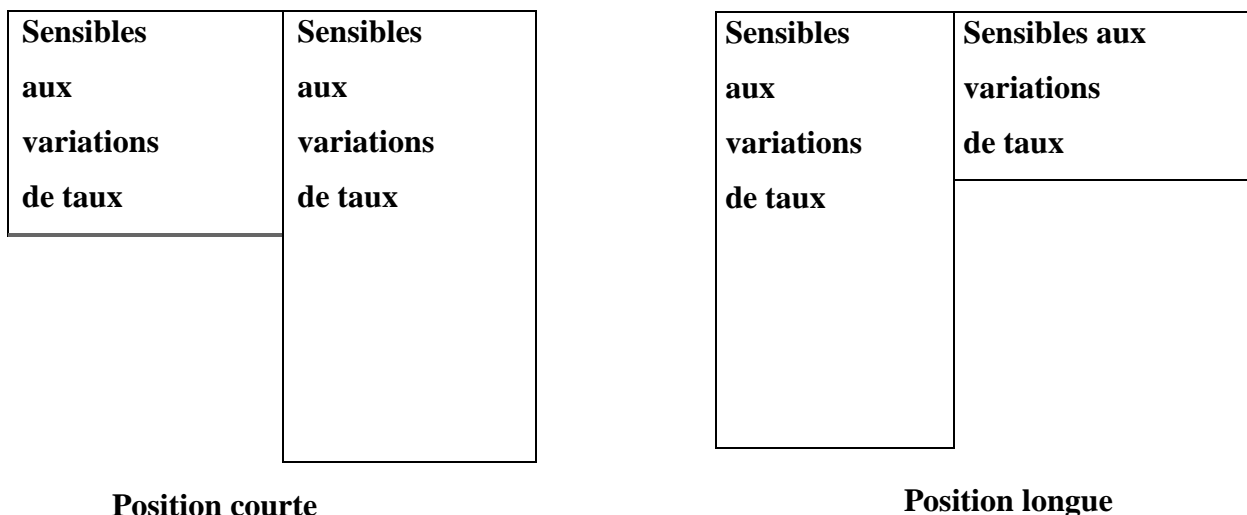 Sensibles
aux
variations
de taux
Sensibles
aux
variations
de taux
Position courte
Sensibles
aux
variations
de taux
Sensibles aux
variations
de taux
Position longue